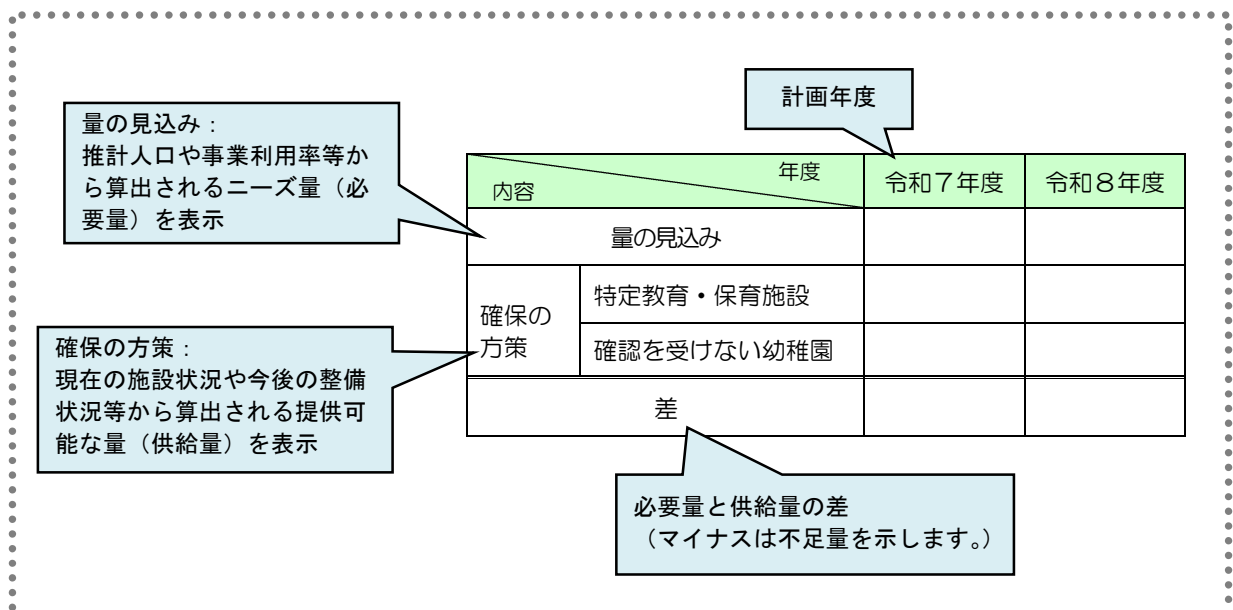 計画年度
量の見込み：
推計人口や事業利用率等か
ら算出されるニーズ量（必
要量）を表示
年度
内容
令和７年度
令和８年度
量の見込み
確保の
方策
特定教育・保育施設
確認を受けない幼稚園
差
確保の方策：
現在の施設状況や今後の整備
状況等から算出される提供可
能な量（供給量）を表示
必要量と供給量の差
（マイナスは不足量を示します。）